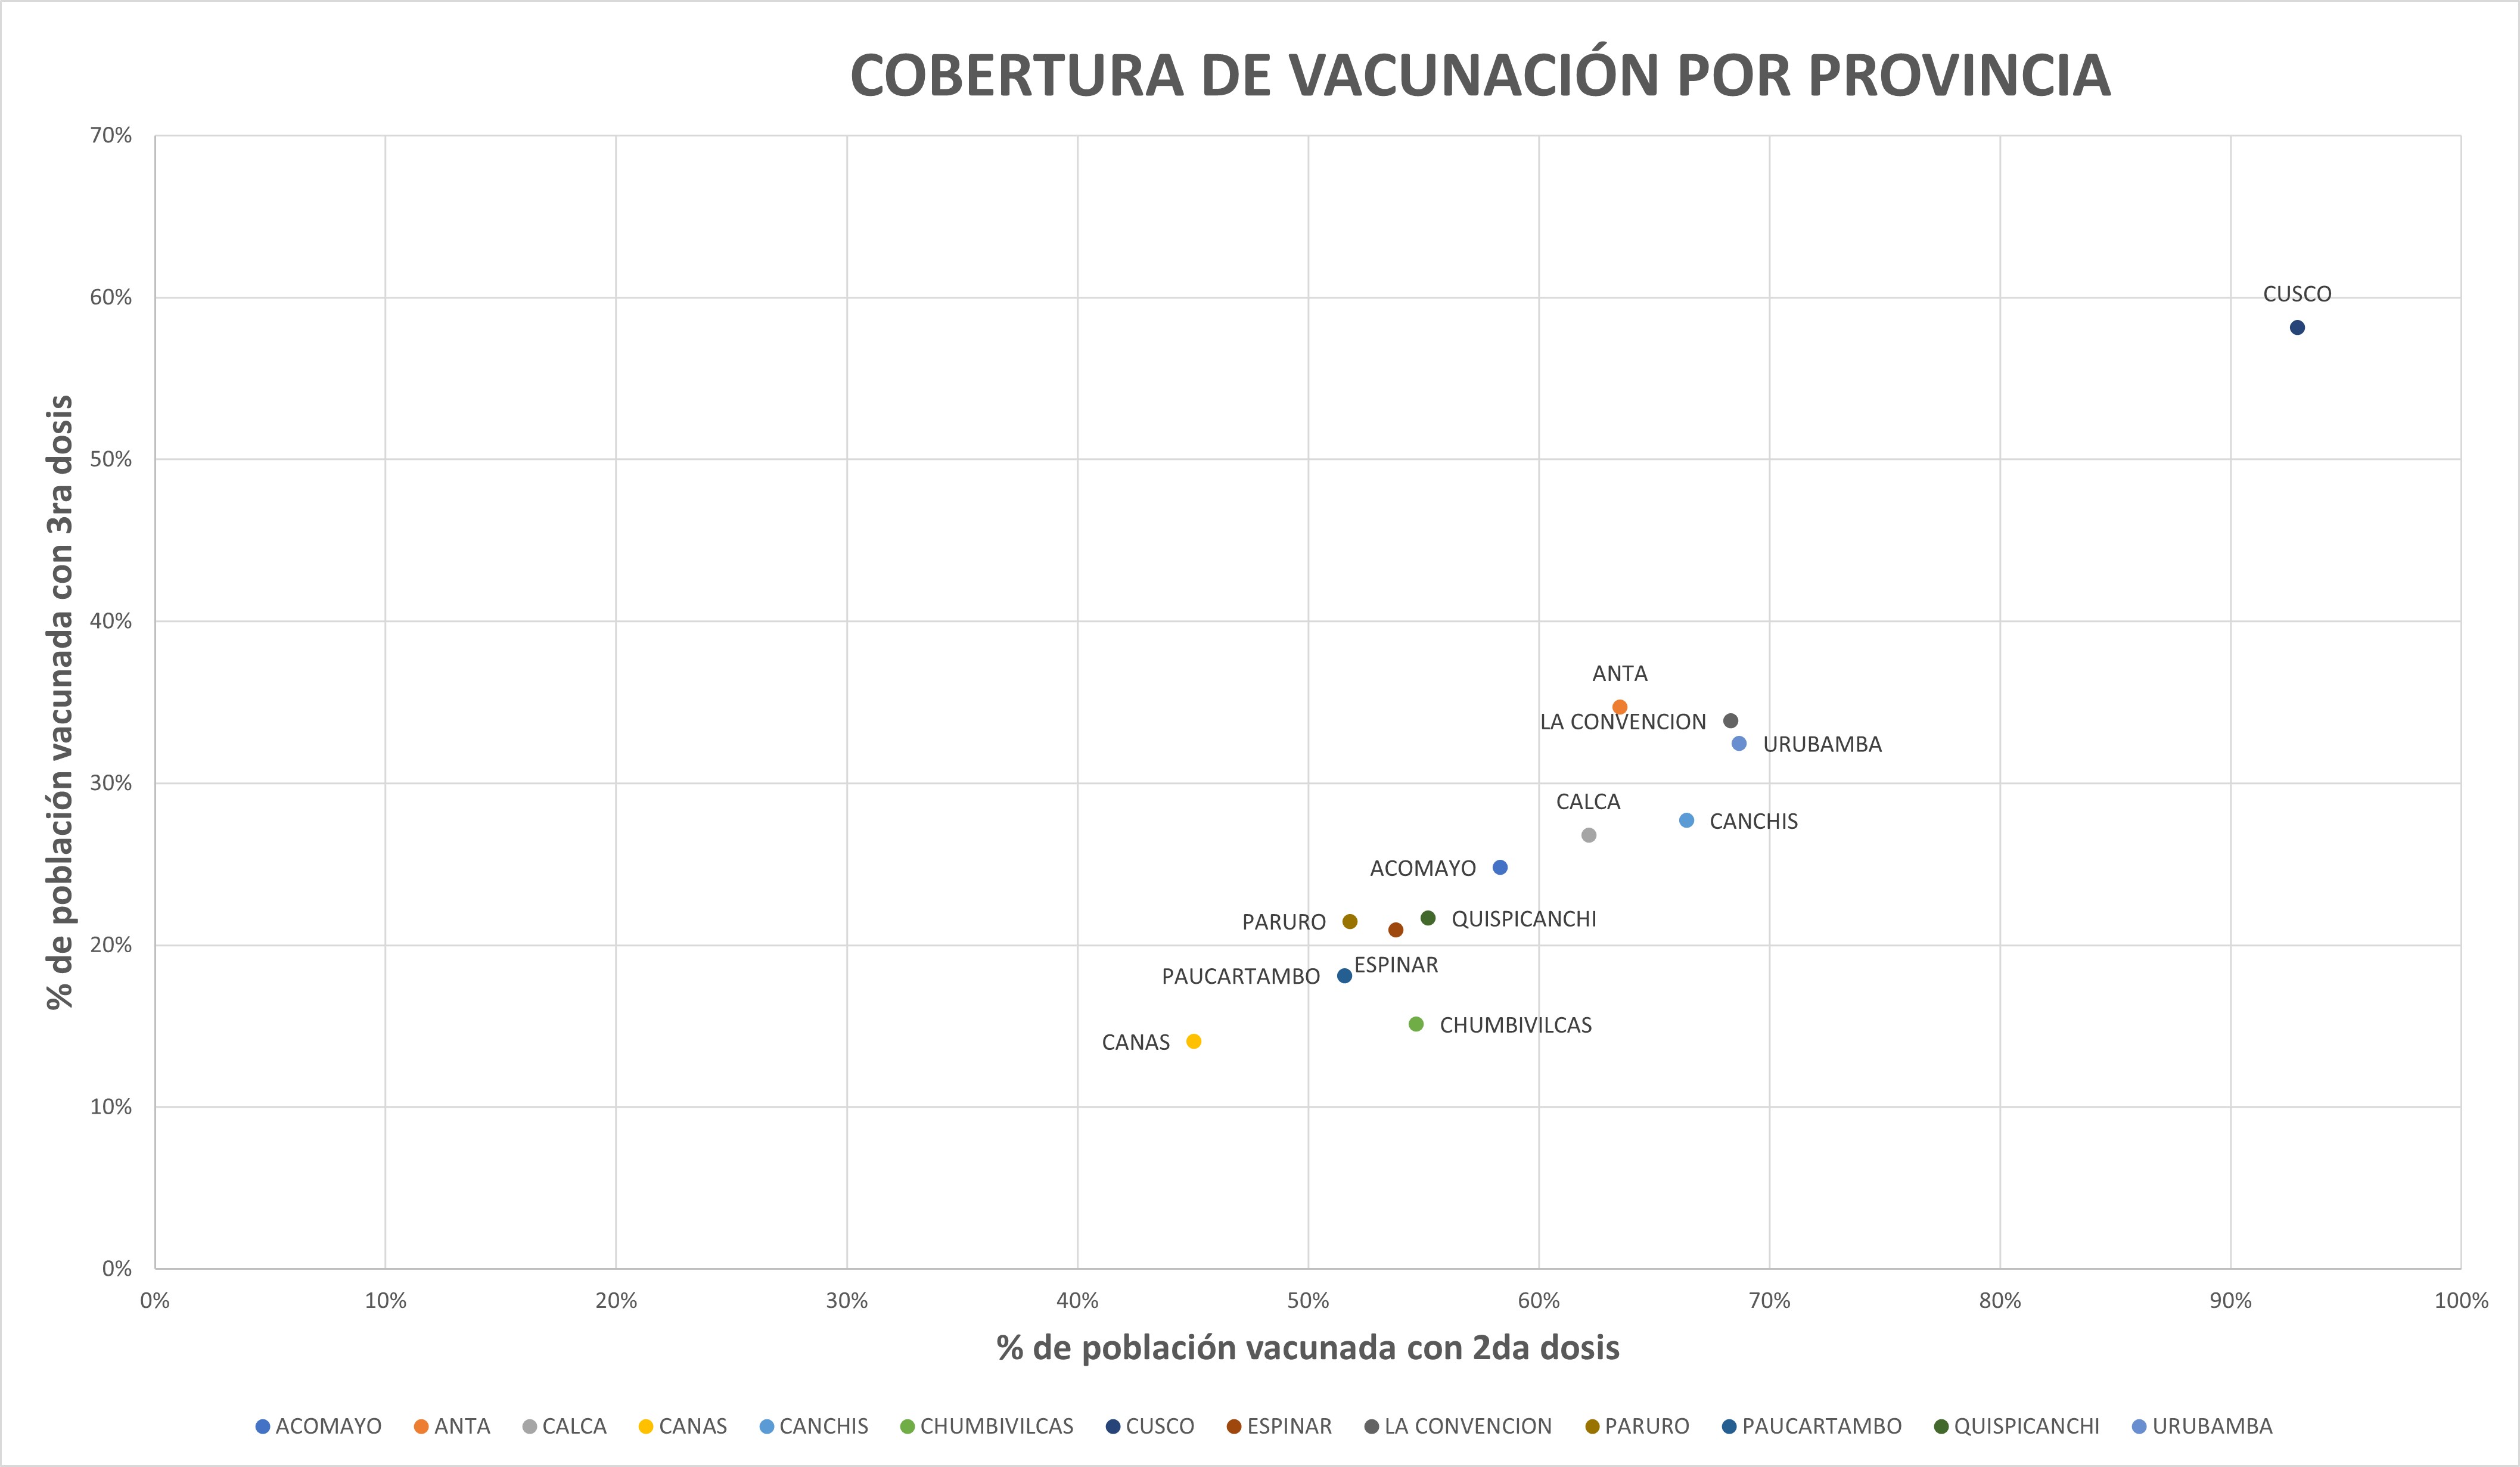 COBERTURA DE VACUNACIÓN POR PROVINCIA
% de población vacunada con 3ra dosis
70%
60%
50%
40%
30%
20%
10%
0%
CUSCO
ANTA
LA CONVENCION
URUBAMBA
CALCA
CANCHIS
ACOMAYO
PARURO
QUISPICANCHI
ESPINAR
PAUCARTAMBO
CHUMBIVILCAS
CANAS
0% 10% 20% 30% 40% 50% 60% 70% 80% 90% 100%
% de población vacunada con 2da dosis
ACOMAYO ANTA CALCA CANAS CANCHIS CHUMBIVILCAS CUSCO ESPINAR LA CONVENCION PARURO PAUCARTAMBO QUISPICANCHI URUBAMBA